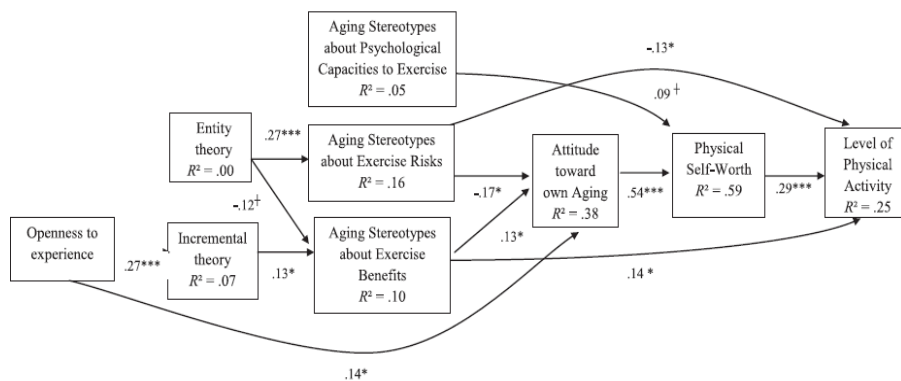 Aging Stereotypes
about Psychological
Capacities to Exercise
R² = .05
-.13*
.09 †
Entity
theory
R² = .00
.27***
Aging Stereotypes
about Exercise Risks
R² = .16
Attitude
toward
own Aging
R² = .38
Physical
Self-Worth
R² = .59
Level of
Physical
Activity
R² = .25
-.17*
.54***
.29***
-.12†
Openness to
experience
.27***
Incremental
theory
R² = .07
.13*
Aging Stereotypes
about Exercise
Benefits
R² = .10
.13*
.14 *
.14*